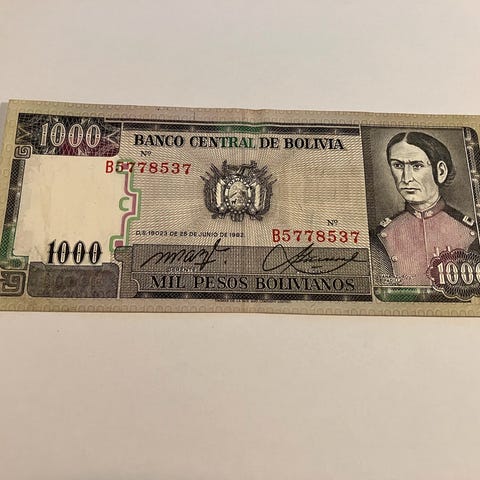 1000
BANCO CENTRAL DE BOLIVIA
Nº
B5778537
C
Nº
D.S. 19023 DE 25 DE JUNIO DE 1982
B5778537
1000
MIL PESOS BOLIVIANOS
1000